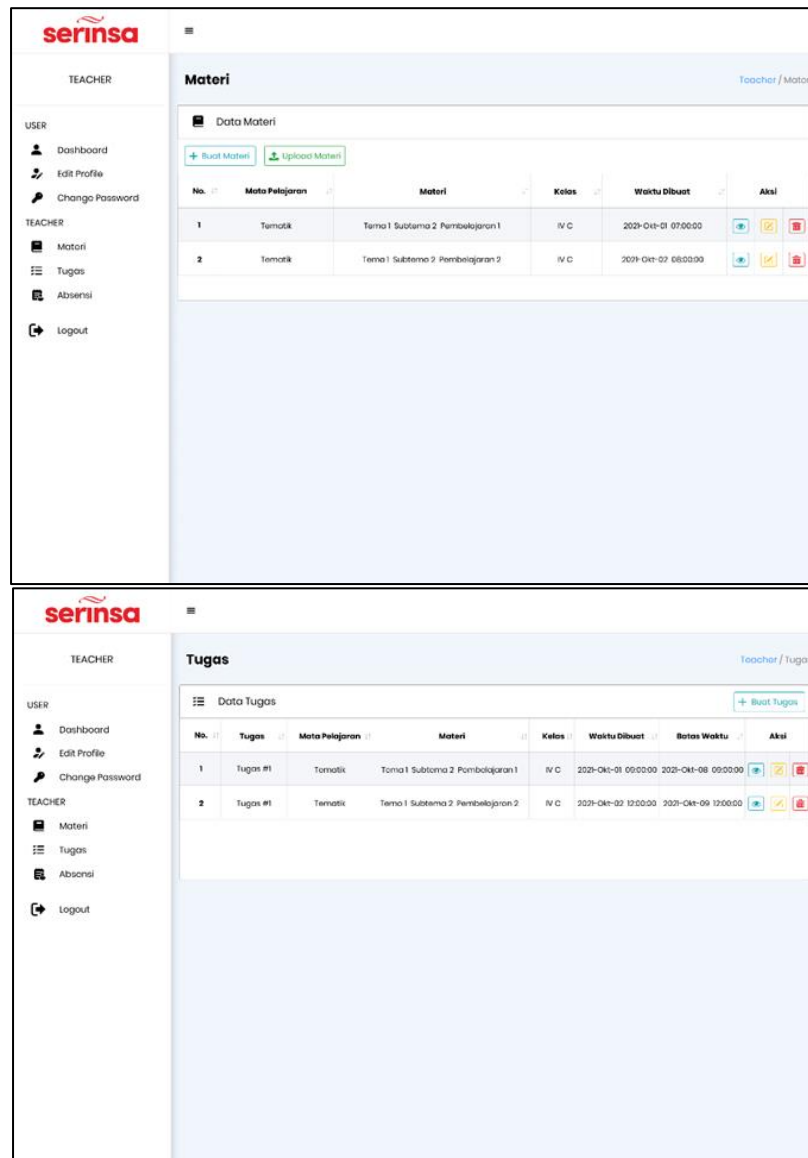 serinsa
TEACHER
Materi
Teacher / Mater
USER
Data Materi
Dashboard
+ Buat Materi
Upload Materi
Edit Profile
Change Password
No. Mata Pelajaran Materi Kelas Waktu Dibuat Aksi
TEACHER
1 Tematik Tema 1 Subtema 2 Pembelajaran 1 IV C 2021-Okt-01 07:00:00
Materi
2 Tematik Tema 1 Subtema 2 Pembelajaran 2 IV C 2021-Okt-02 08:00:00
Tugas
Absensi
Logout
serinsa
TEACHER
Tugas
Teacher / Tuga
USER
Data Tugas
+ Buat Tugas
Dashboard
No. Tugas Mata Pelajaran Materi Kelas Waktu Dibuat Batas Waktu Aksi
Edit Profile
1 Tugas #1 Tematik Tema 1 Subtema 2 Pembelajaran 1 IV C 2021-Okt-01 09:00:00 2021-Okt-08 09:00:00
Change Password
TEACHER
2 Tugas #1 Tematik Tema 1 Subtema 2 Pembelajaran 2 IV C 2021-Okt-02 12:00:00 2021-Okt-09 12:00:00
Materi
Tugas
Absensi
Logout